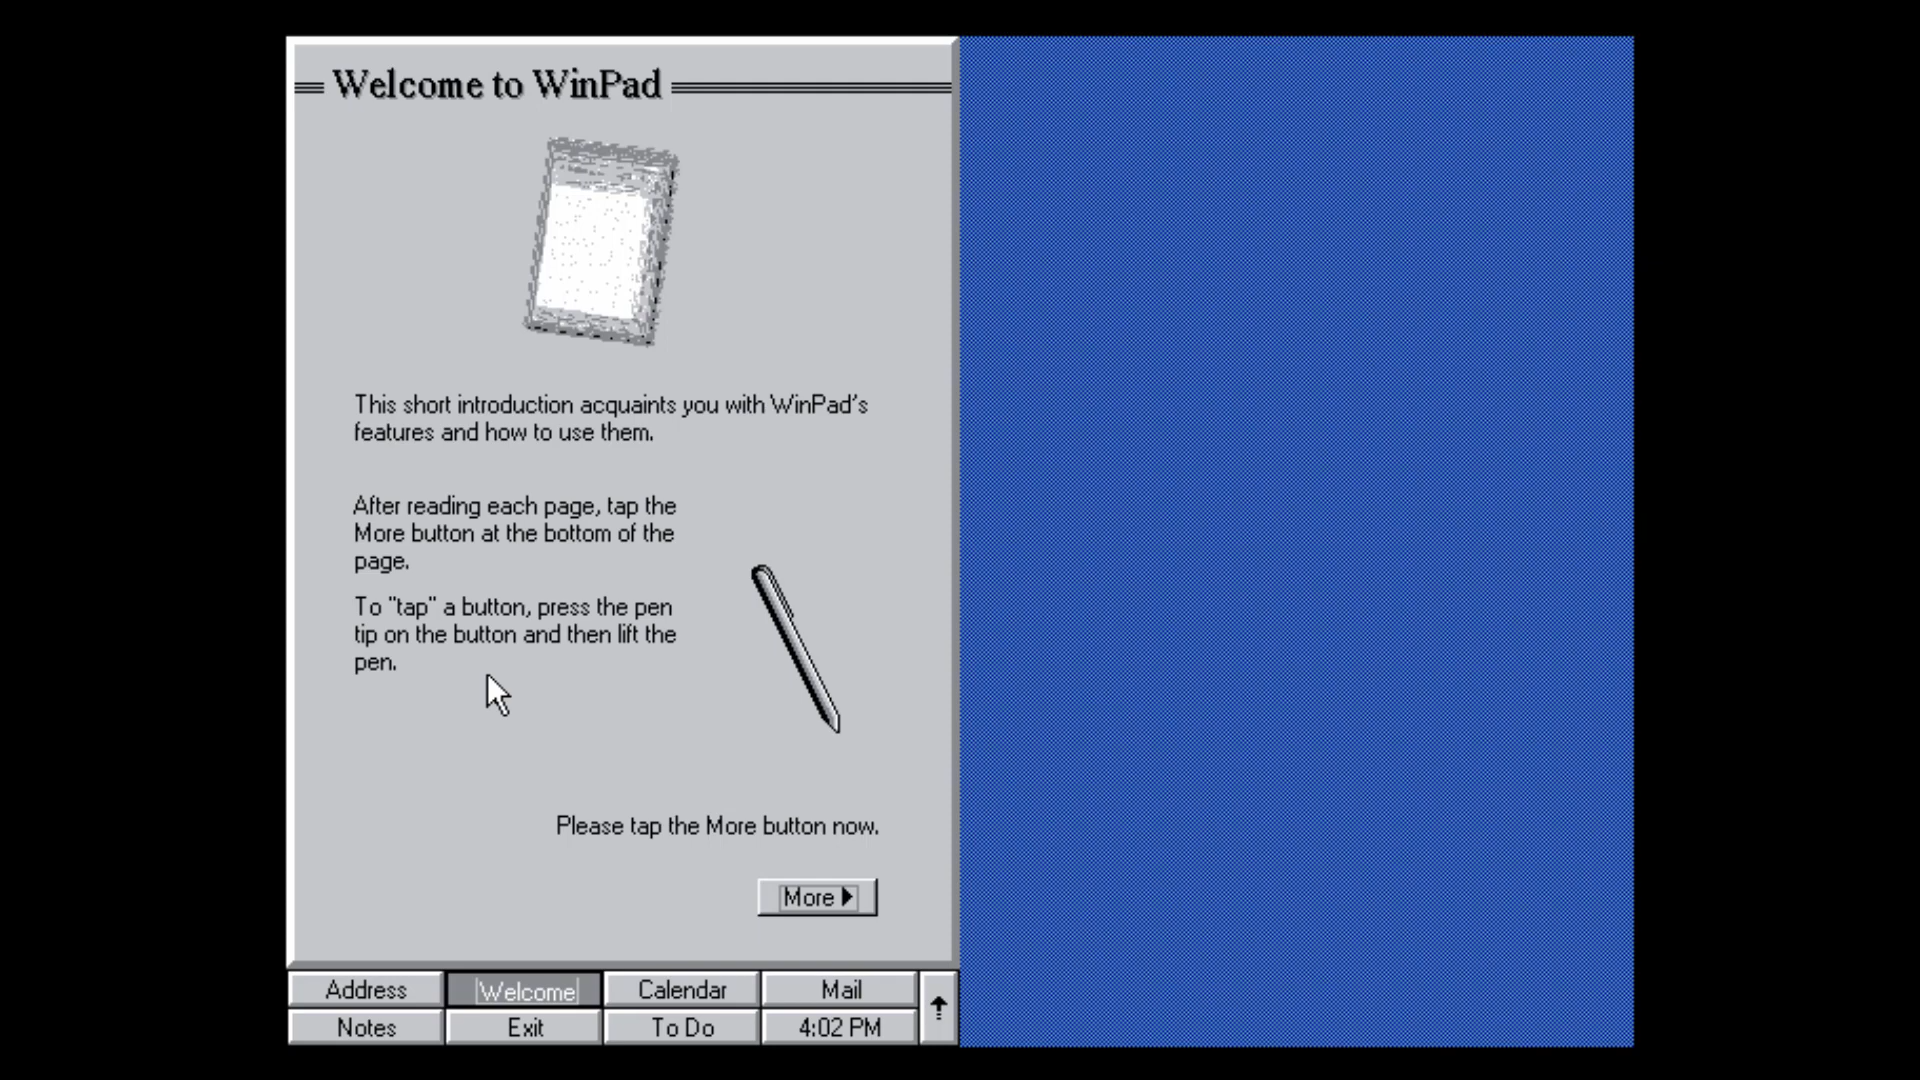 Welcome to WinPad
This short introduction acquaints you with WinPad's
features and how to use them.
After reading each page, tap the
More button at the bottom of the
page.
To "tap" a button, press the pen
tip on the button and then lift the
pen.
Please tap the More button now.
More
Address Welcome Calendar Mail
Notes Exit To Do 4:02 PM